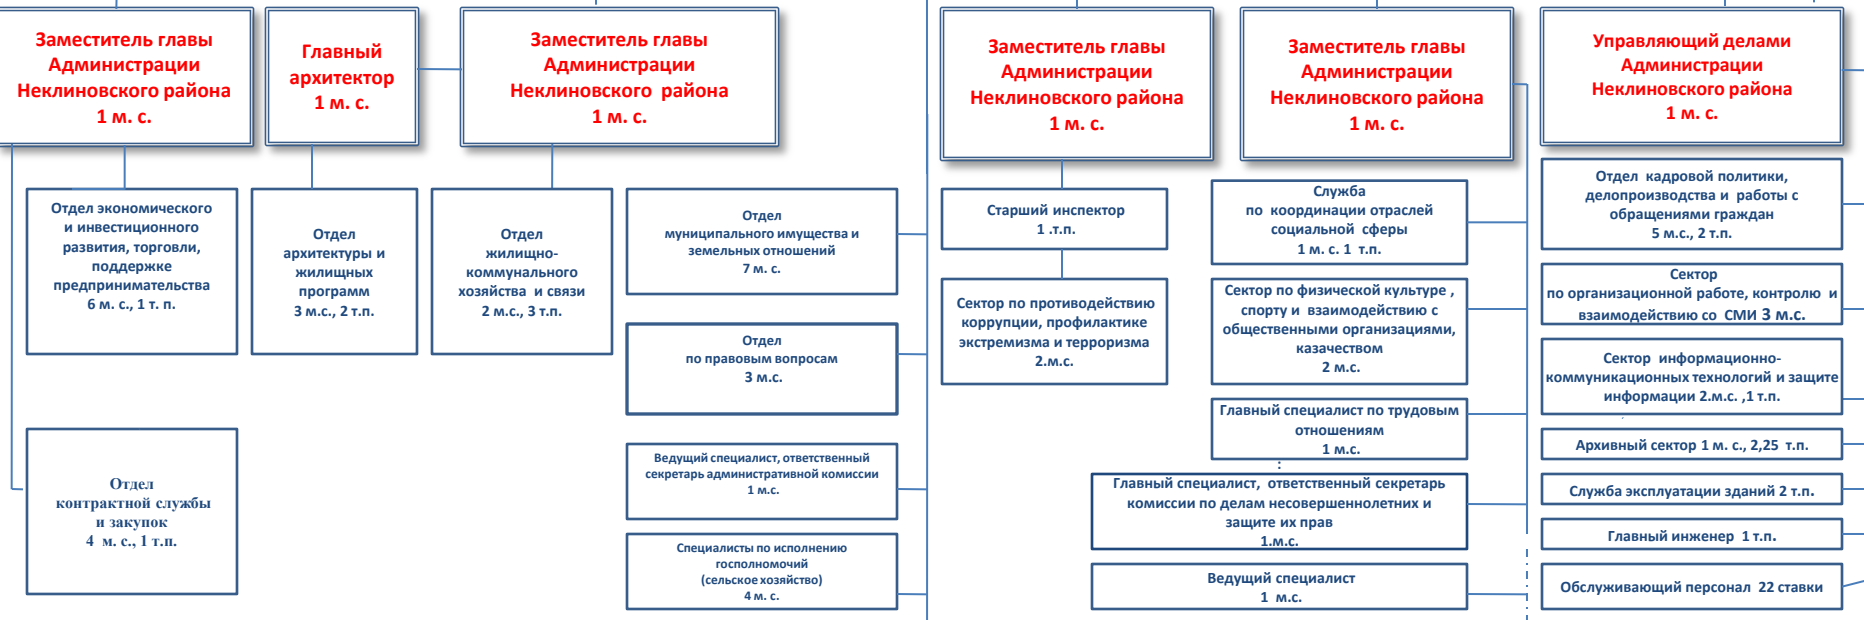 Заместитель главы
Администрации
Неклиновского района
1 м. с.
Главный
архитектор
1 м. с.
Заместитель главы
Администрации
Неклиновского района
1 м. с.
Заместитель главы
Администрации
Неклиновского района
1 м. с.
Заместитель главы
Администрации
Неклиновского района
1 м. с.
Управляющий делами
Администрации
Неклиновского района
1 м. с.
Отдел экономического
и инвестиционного
развития, торговли,
поддержке
предпринимательства
6 м. с., 1 т. п.
Отдел
архитектуры и
жилищных
программ
3 м.с., 2 т.п.
Отдел
жилищно-
коммунального
хозяйства и связи
2 м.с., 3 т.п.
Отдел
муниципального имущества и
земельных отношений
7 м. с.
Отдел
по правовым вопросам
3 м.с.
Ведущий специалист, ответственный
секретарь административной комиссии
1 м.с.
Специалисты по исполнению
госполномочий
(сельское хозяйство)
4 м. с.
Отдел
контрактной службы
и закупок
4 м. с., 1 т.п.
Старший инспектор
1 .т.п.
Сектор по противодействию
коррупции, профилактике
экстремизма и терроризма
2.м.с.
Служба
по координации отраслей
социальной сферы
1 м. с. 1 т.п.
Сектор по физической культуре ,
спорту и взаимодействию с
общественными организациями,
казачеством
2 м.с.
Главный специалист по трудовым
отношениям
1 м.с.
:
Главный специалист, ответственный секретарь
комиссии по делам несовершеннолетних и
защите их прав
1.м.с.
Ведущий специалист
1 м.с.
Отдел кадровой политики,
делопроизводства и работы с
обращениями граждан
5 м.с., 2 т.п.
Сектор
по организационной работе, контролю и
взаимодействию со СМИ 3 м.с.
Сектор информационно-
коммуникационных технологий и защите
информации 2.м.с. ,1 т.п.
Архивный сектор 1 м. с., 2,25 т.п.
Служба эксплуатации зданий 2 т.п.
Главный инженер 1 т.п.
Обслуживающий персонал 22 ставки